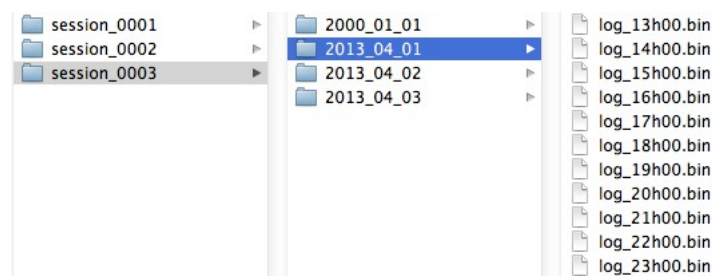 session_0001
session_0002
session_0003
2000_01_01
2013_04_01
2013_04_02
2013_04_03
log_13h00.bin
log_14h00.bin
log_15h00.bin
log_16h00.bin
log_17h00.bin
log_18h00.bin
log_19h00.bin
log_20h00.bin
log_21h00.bin
log_22h00.bin
log_23h00.bin